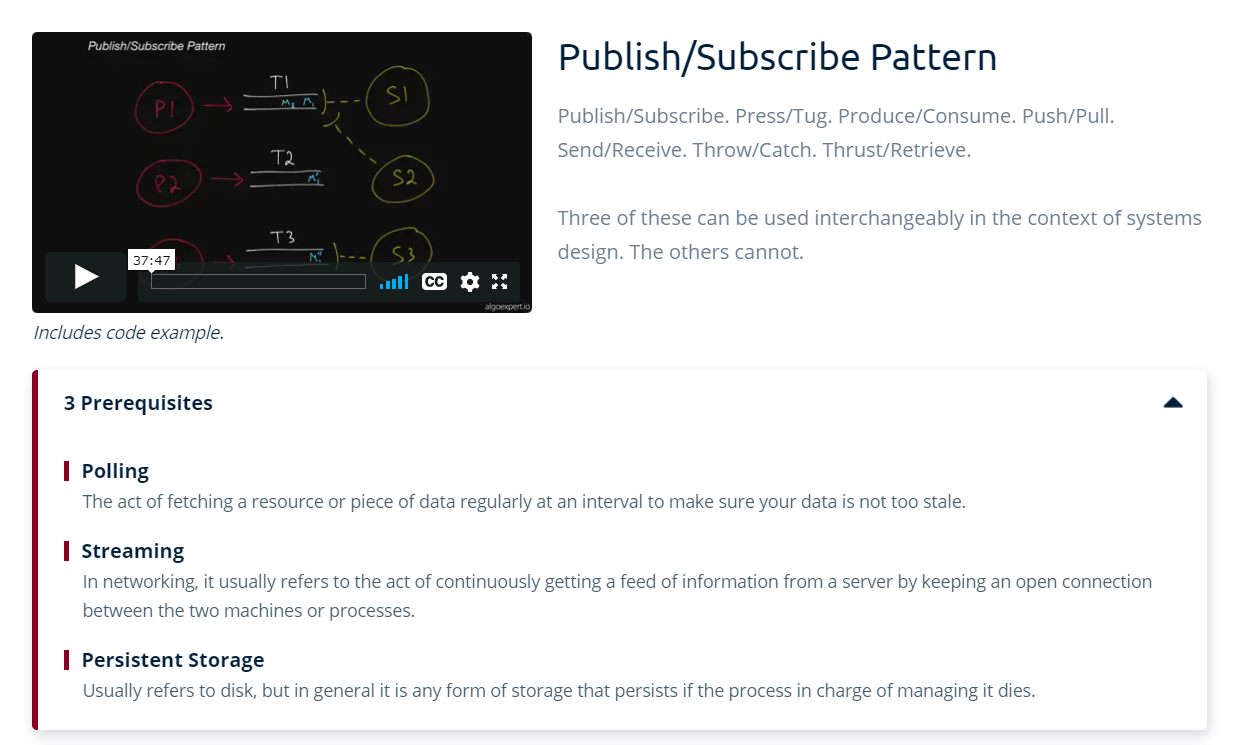 Publish/Subscribe Pattern
P1
T1
M2 M1
S1
P2
T2
M1'
S2
T3
M1"
S3
37:47
CC
algoexpert.io
Includes code example.
Publish/Subscribe Pattern
Publish/Subscribe. Press/Tug. Produce/Consume. Push/Pull.
Send/Receive. Throw/Catch. Thrust/Retrieve.
Three of these can be used interchangeably in the context of systems
design. The others cannot.
3 Prerequisites
Polling
The act of fetching a resource or piece of data regularly at an interval to make sure your data is not too stale.
Streaming
In networking, it usually refers to the act of continuously getting a feed of information from a server by keeping an open connection
between the two machines or processes.
Persistent Storage
Usually refers to disk, but in general it is any form of storage that persists if the process in charge of managing it dies.